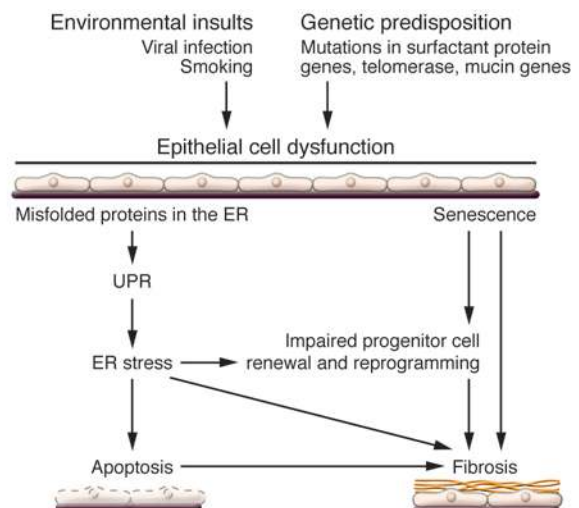 Environmental insults
Viral infection
Smoking
Genetic predisposition
Mutations in surfactant protein
genes, telomerase, mucin genes
Epithelial cell dysfunction
Misfolded proteins in the ER
Senescence
UPR
Impaired progenitor cell
renewal and reprogramming
ER stress
Apoptosis
Fibrosis